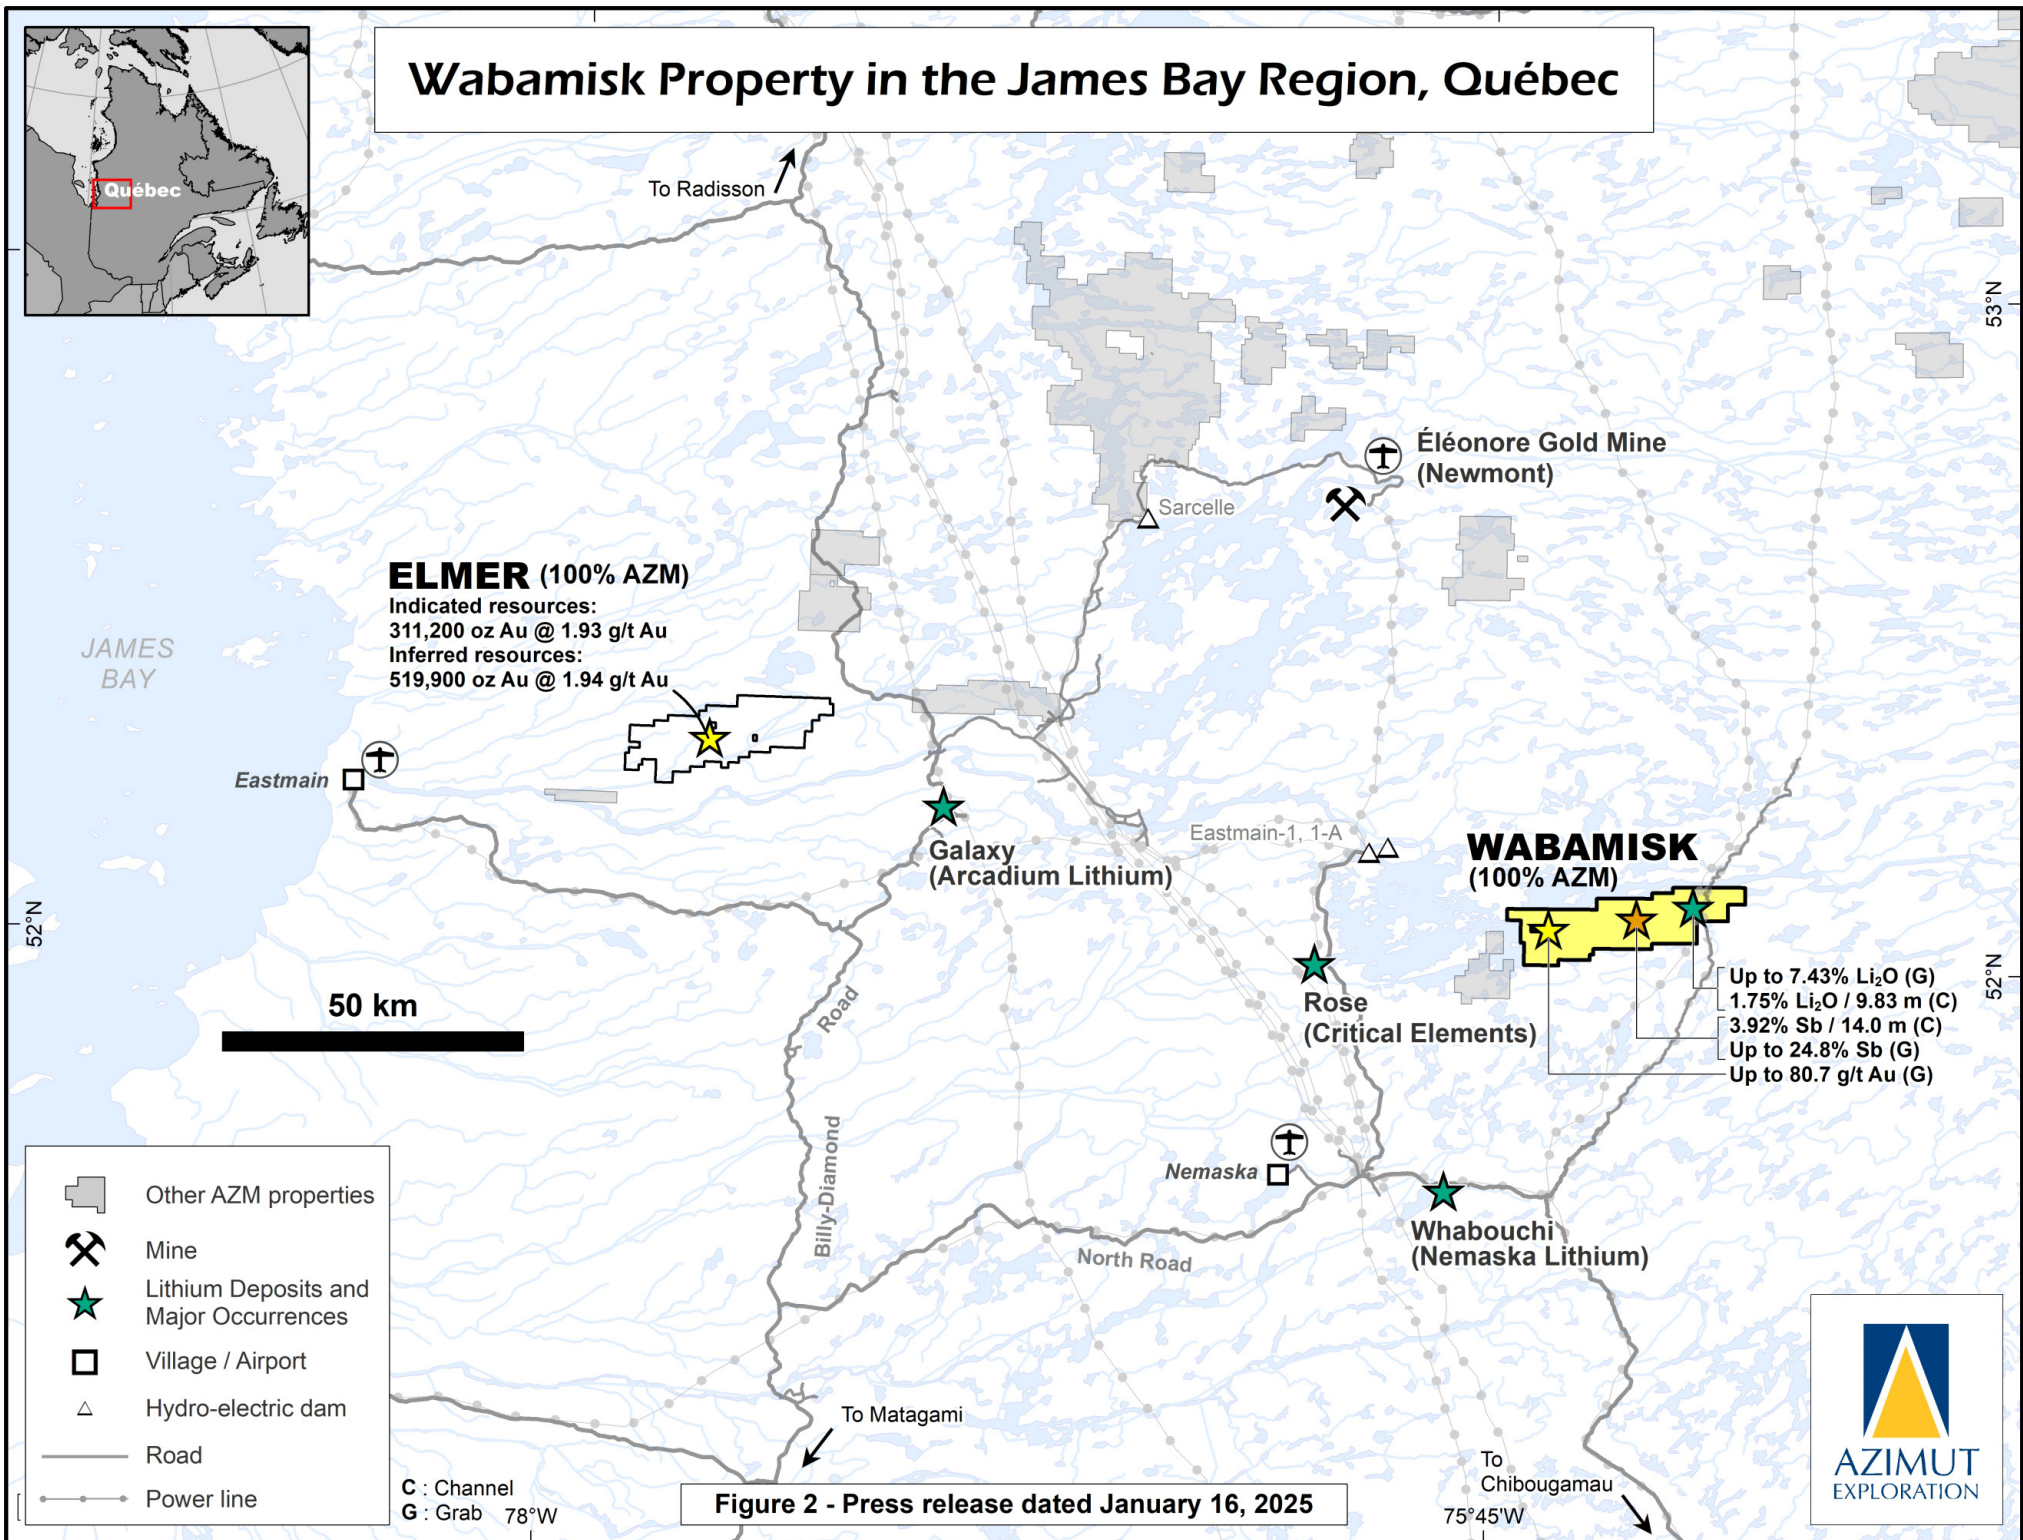 Wabamisk Property in the James Bay Region, Québec
Québec
To Radisson
53°N
Éléonore Gold Mine
(Newmont)
Sarcelle
ELMER (100% AZM)
Indicated resources:
311,200 oz Au @ 1.93 g/t Au
Inferred resources:
519,900 oz Au @ 1.94 g/t Au
JAMES
BAY
Eastmain
Galaxy
(Arcadium Lithium)
Eastmain-1, 1-A
WABAMISK
(100% AZM)
52°N
52°N
Up to 7.43% Li₂O (G)
1.75% Li₂O / 9.83 m (C)
3.92% Sb / 14.0 m (C)
Up to 24.8% Sb (G)
Up to 80.7 g/t Au (G)
Rose
(Critical Elements)
50 km
Road
Billy-Diamond
Nemaska
North Road
Whabouchi
(Nemaska Lithium)
Other AZM properties
Mine
Lithium Deposits and
Major Occurrences
Village / Airport
Hydro-electric dam
Road
Power line
C : Channel
G : Grab
78°W
To Matagami
Figure 2 - Press release dated January 16, 2025
75°45'W
To
Chibougamau
AZIMUT
EXPLORATION